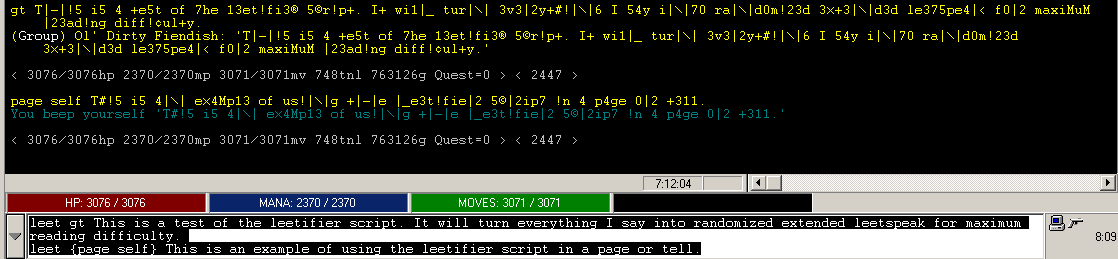 gt T|-|!5 i5 4 +e5t of 7he 13et!fi3® 5©r!p+. I+ wi1|_ tur|\| 3v3|2y+#!|\|6 I 54y i|\|70 ra|\|d0m!23d 3×+3|\|d3d le375pe4|< f0|2 maxiMuM
|23ad!ng diff!¢ul+y.
(Group) Ol' Dirty Fiendish: 'T|-|!5 i5 4 +e5t of 7he 13et!fi3® 5©r!p+. I+ wi1|_ tur|\| 3v3|2y+#!|\|6 I 54y i|\|70 ra|\|d0m!23d
3×+3|\|d3d le375pe4|< f0|2 maxiMuM |23ad!ng diff!¢ul+y.'
< 3076/3076hp 2370/2370mp 3071/3071mv 748tnl 763126g Quest=0 > < 2447 >
page self T#!5 i5 4|\| ex4Mp13 of us!|\|g +|-|e |_e3t!fie|2 5©|2ip7 !n 4 p4ge 0|2 +311.
You beep yourself 'T#!5 i5 4|\| ex4Mp13 of us!|\|g +|-|e |_e3t!fie|2 5©|2ip7 !n 4 p4ge 0|2 +311.'
< 3076/3076hp 2370/2370mp 3071/3071mv 748tnl 763126g Quest=0 > < 2447 >
7:12:04
HP: 3076 / 3076 MANA: 2370 / 2370 MOVES: 3071 / 3071
leet gt This is a test of the leetifier script. It will turn everything I say into randomized extended leetspeak for maximum
reading difficulty.
leet {page self} This is an example of using the leetifier script in a page or tell.
8:09